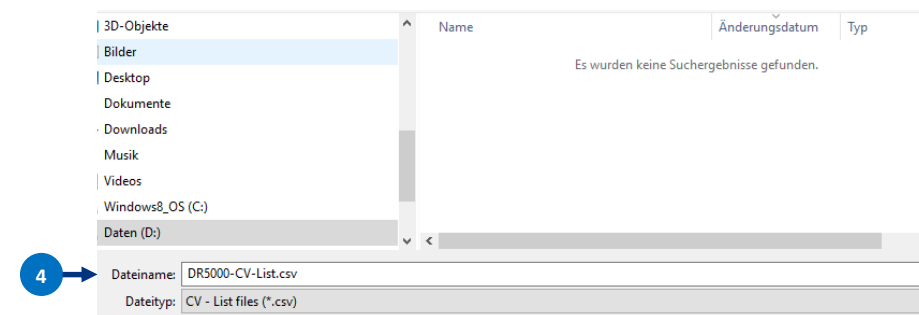 3D-Objekte
Bilder
Desktop
Dokumente
Downloads
Musik
Videos
Windows8_OS (C:)
Daten (D:)
Name Änderungsdatum Typ
Es wurden keine Suchergebnisse gefunden.
4
Dateiname: DR5000-CV-List.csv
Dateityp: CV - List files (*.csv)